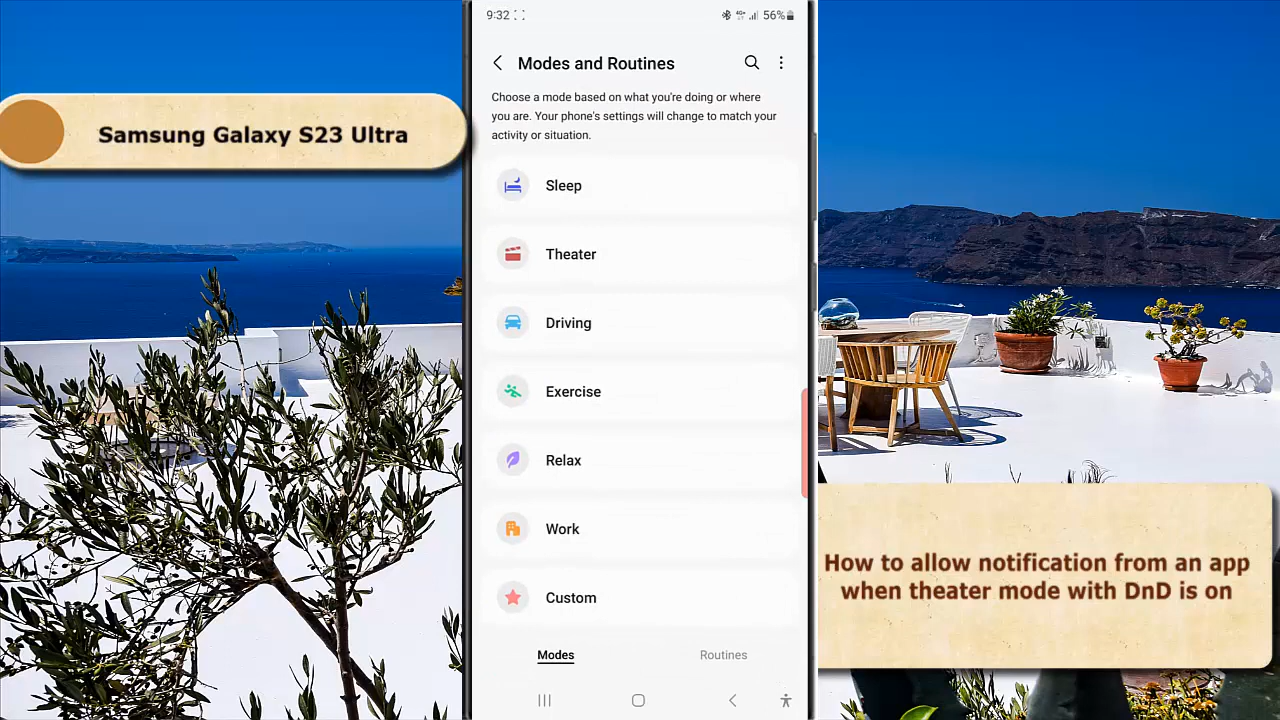 9:32
4G+
56%
Modes and Routines
Choose a mode based on what you're doing or where
you are. Your phone's settings will change to match your
activity or situation.
Samsung Galaxy S23 Ultra
Sleep
Theater
Driving
Exercise
Relax
Work
Custom
How to allow notification from an app
when theater mode with DnD is on
Modes
Routines